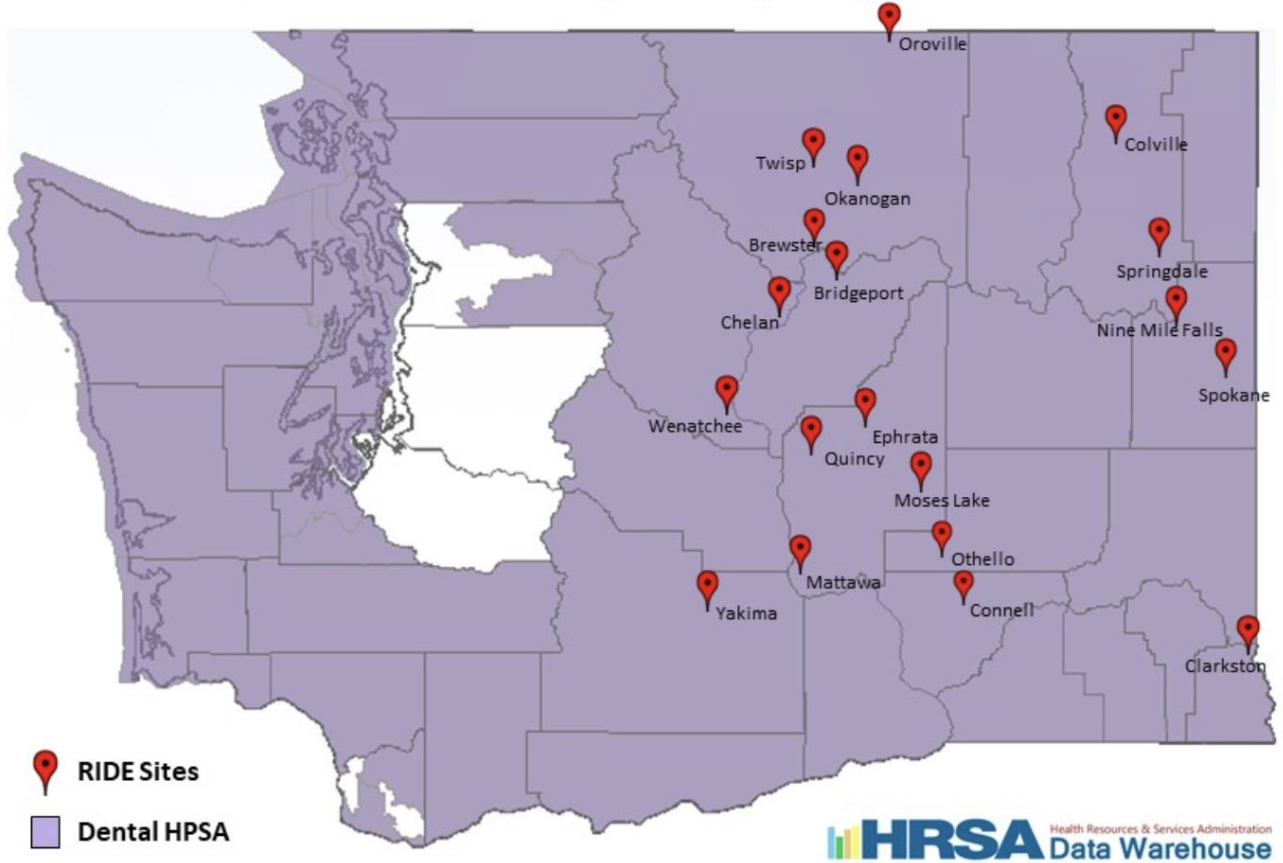 Oroville
Colville
Twisp
Okanogan
Brewster
Springdale
Bridgeport
Chelan
Nine Mile Falls
Spokane
Wenatchee
Ephrata
Quincy
Moses Lake
Othello
Mattawa
Connell
Yakima
Clarkston
RIDE Sites
Dental HPSA
HRSA Health Resources & Services Administration
Data Warehouse